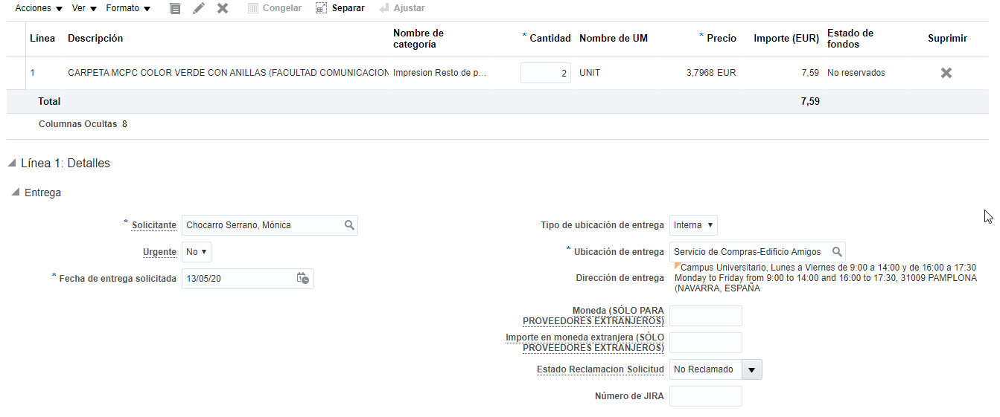 Acciones Ver Formato Congelar Separar Ajustar
Línea Descripción Nombre de categoría * Cantidad Nombre de UM * Precio Importe (EUR) Estado de fondos Suprimir
1 CARPETA MCPC COLOR VERDE CON ANILLAS (FACULTAD COMUNICACION Impresion Resto de p... 2 UNIT 3,7968 EUR 7,59 No reservados
Total 7,59
Columnas Ocultas 8
Línea 1: Detalles
Entrega
* Solicitante Chocarro Serrano, Mónica
Urgente No
* Fecha de entrega solicitada 13/05/20
Tipo de ubicación de entrega Interna
* Ubicación de entrega Servicio de Compras-Edificio Amigos
Dirección de entrega
Campus Universitario, Lunes a Viernes de 9:00 a 14:00 y de 16:00 a 17:30
Monday to Friday from 9:00 to 14:00 and 16:00 to 17:30, 31009 PAMPLONA
(NAVARRA, ESPAÑA
Moneda (SÓLO PARA
PROVEEDORES EXTRANJEROS)
Importe en moneda extranjera (SÓLO
PROVEEDORES EXTRANJEROS)
Estado Reclamacion Solicitud No Reclamado
Número de JIRA